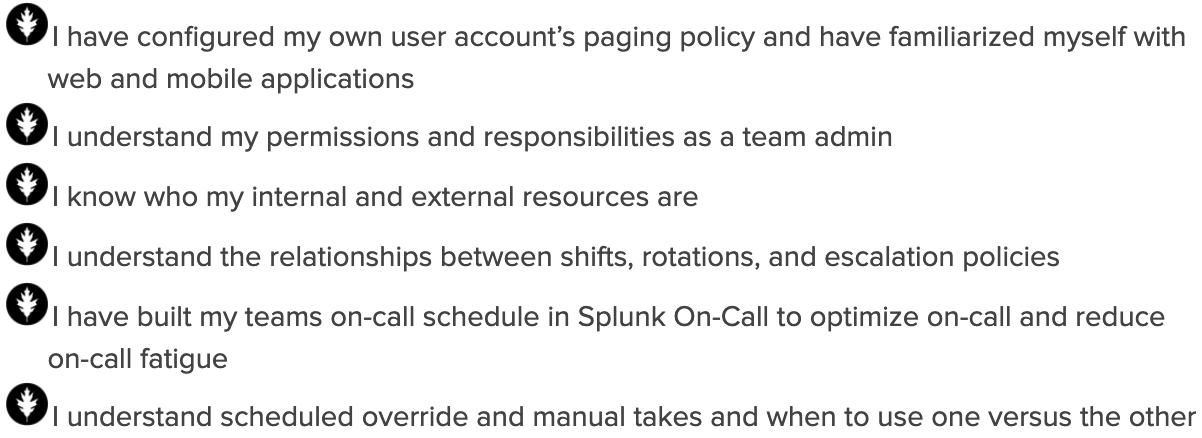 I have configured my own user account’s paging policy and have familiarized myself with
web and mobile applications
I understand my permissions and responsibilities as a team admin
I know who my internal and external resources are
I understand the relationships between shifts, rotations, and escalation policies
I have built my teams on-call schedule in Splunk On-Call to optimize on-call and reduce
on-call fatigue
I understand scheduled override and manual takes and when to use one versus the other